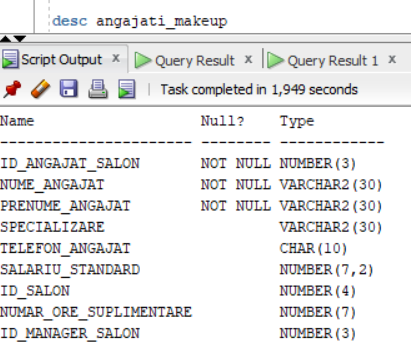 desc angajati_makeup
Script Output x Query Result x Query Result 1 x
Task completed in 1,949 seconds
Name Null? Type
---------------------- -------- ------------
ID_ANGAJAT_SALON NOT NULL NUMBER(3)
NUME_ANGAJAT NOT NULL VARCHAR2(30)
PRENUME_ANGAJAT NOT NULL VARCHAR2(30)
SPECIALIZARE VARCHAR2(30)
TELEFON_ANGAJAT CHAR(10)
SALARIU_STANDARD NUMBER(7,2)
ID_SALON NUMBER(4)
NUMAR_ORE_SUPLIMENTARE NUMBER(7)
ID_MANAGER_SALON NUMBER(3)